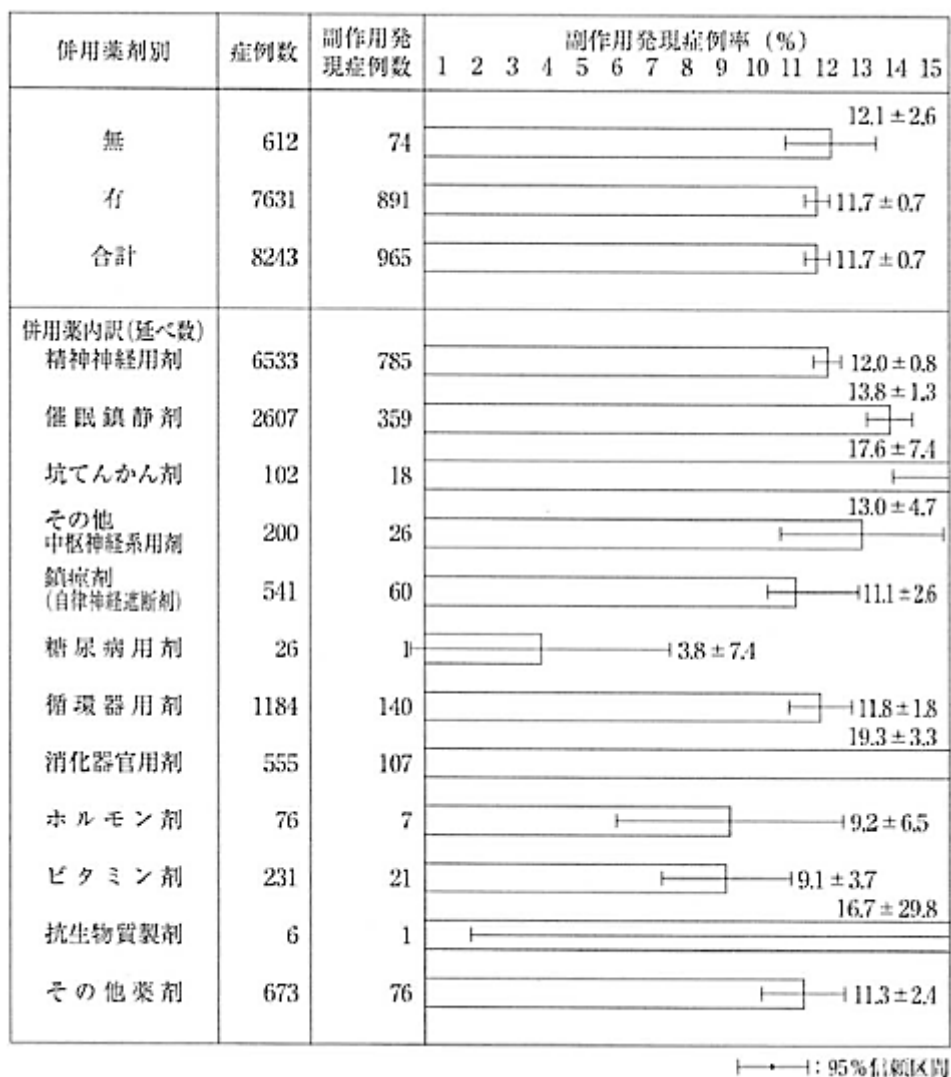 併用薬剤別 症例数 副作用発現症例数 副作用発現症例率 (%)
1 2 3 4 5 6 7 8 9 10 11 12 13 14 15
無 612 74 12.1±2.6
有 7631 891 11.7±0.7
合計 8243 965 11.7±0.7
併用薬内訳(延べ数)
精神神経用剤 6533 785 12.0±0.8
催眠鎮静剤 2607 359 13.8±1.3
坑てんかん剤 102 18 17.6±7.4
その他
中枢神経系用剤 200 26 13.0±4.7
鎮痙剤
(自律神経遮断剤) 541 60 11.1±2.6
糖尿病用剤 26 1 3.8±7.4
循環器用剤 1184 140 11.8±1.8
消化器官用剤 555 107 19.3±3.3
ホルモン剤 76 7 9.2±6.5
ビタミン剤 231 21 9.1±3.7
抗生物質製剤 6 1 16.7±29.8
その他薬剤 673 76 11.3±2.4
:95%信頼区間